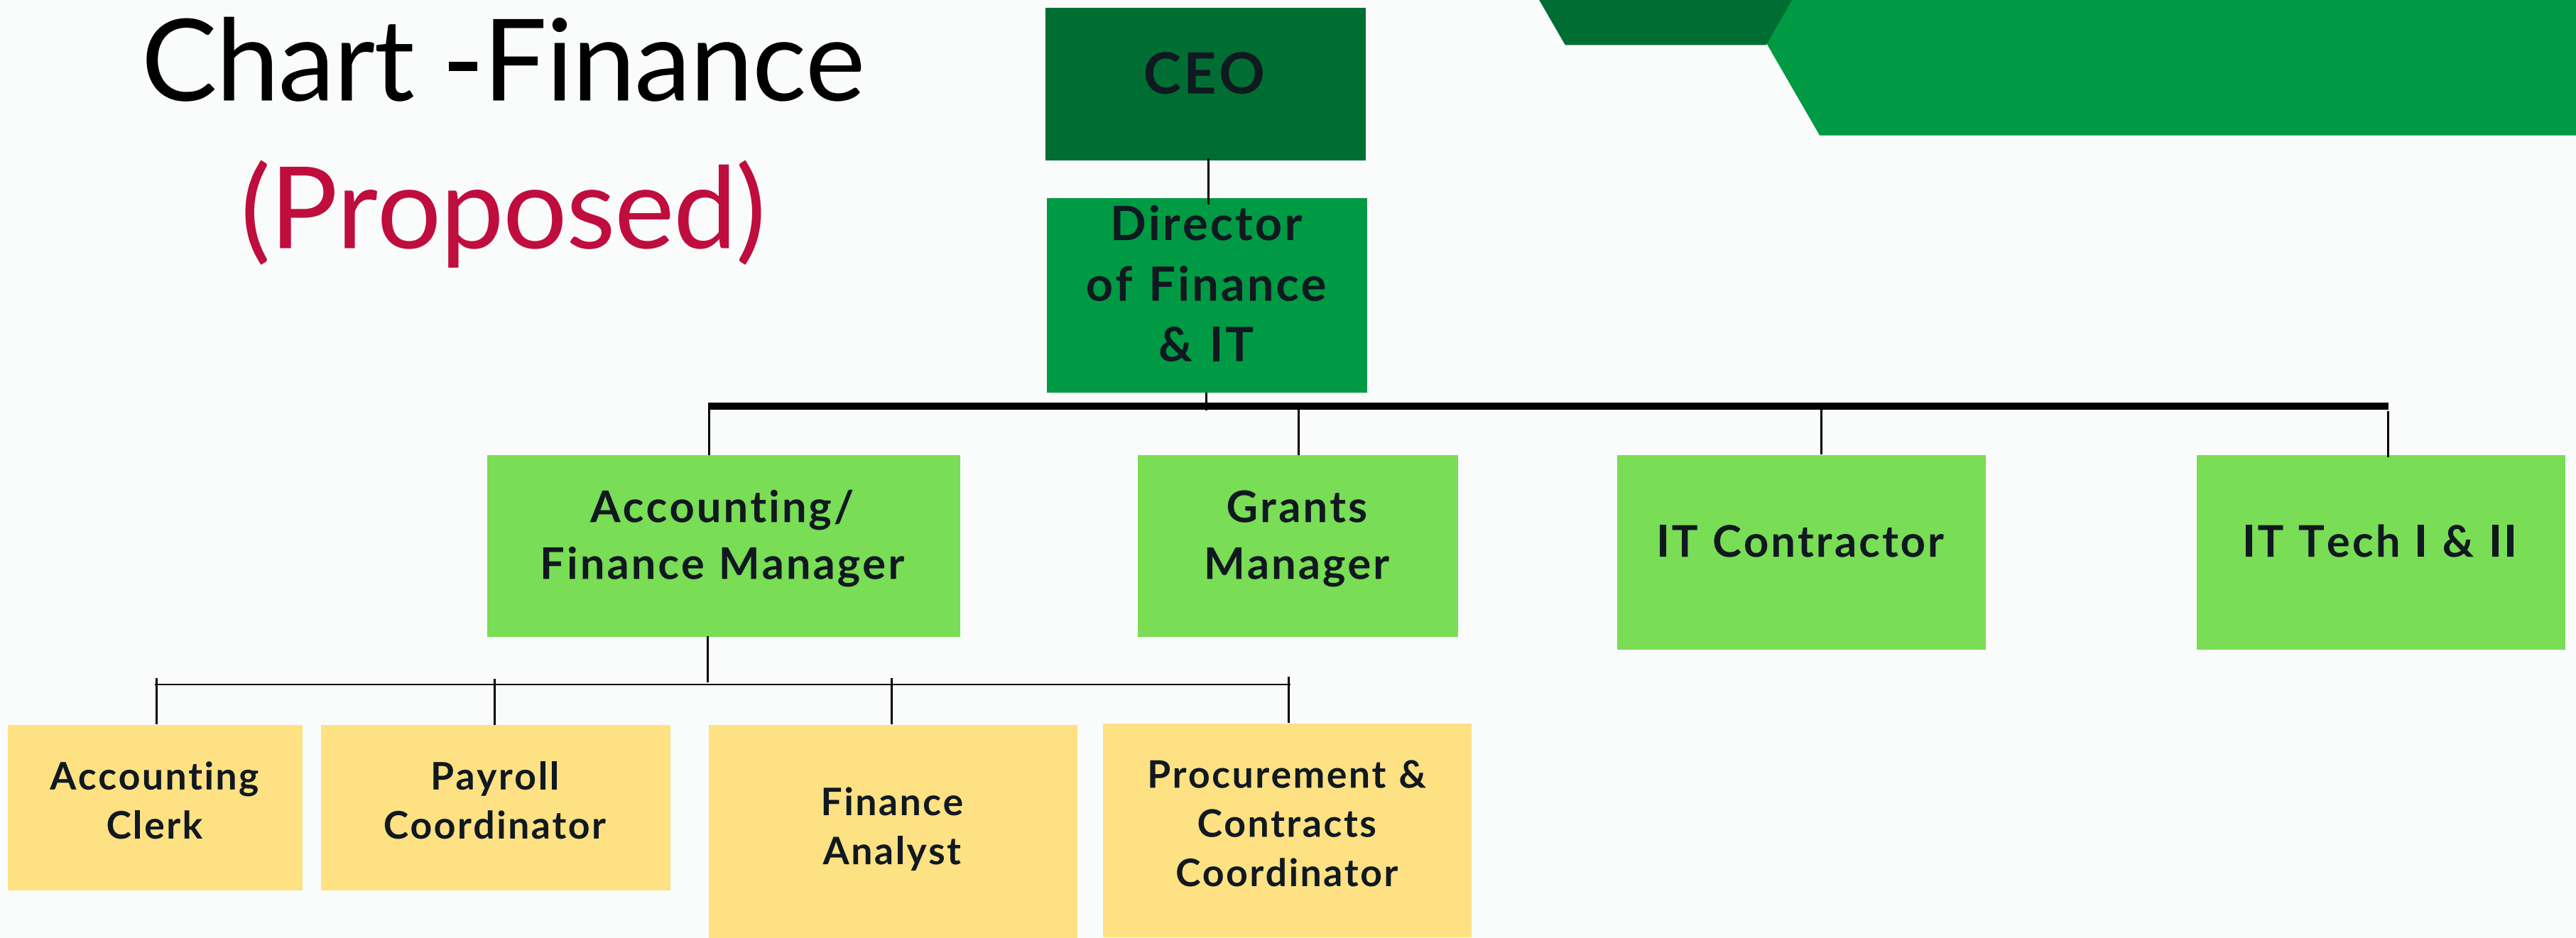 Chart -Finance
(Proposed)
CEO
Director
of Finance
& IT
Accounting/
Finance Manager
Grants
Manager
IT Contractor
IT Tech I & II
Accounting
Clerk
Payroll
Coordinator
Finance
Analyst
Procurement &
Contracts
Coordinator